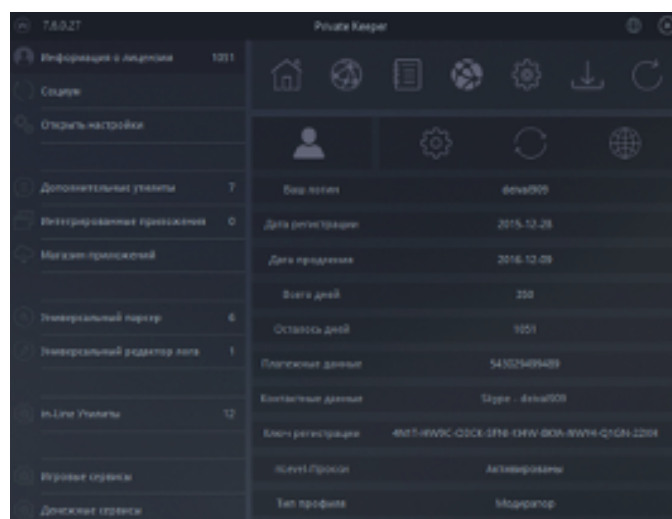 7.6.0.27
Private Keeper
Информация о лицензии 1051
Социум
Открыть настройки
Дополнительные утилиты 7
Интегрированные приложения 0
Магазин приложений
Универсальный парсер 6
Универсальный редактор лога 1
In-Line Утилиты 12
Игровые сервисы
Денежные сервисы
Ваш логин deival909
Дата регистрации 2015-12-28
Дата продления 2016-12-09
Всего дней 350
Осталось дней 1051
Платежные данные
Контактные данные Skype - deival909
Ключ регистрации
Прокси Активированы
Тип профиля Модератор